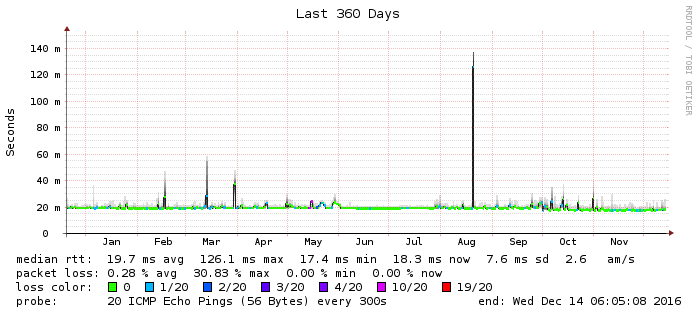 Last 360 Days
RRDTOOL / TOBI OETIKER
Seconds
140 m
120 m
100 m
80 m
60 m
40 m
20 m
0
Jan Feb Mar Apr May Jun Jul Aug Sep Oct Nov
median rtt: 19.7 ms avg 126.1 ms max 17.4 ms min 18.3 ms now 7.6 ms sd 2.6 am/s
packet loss: 0.28 % avg 30.83 % max 0.00 % min 0.00 % now
loss color: 0 1/20 2/20 3/20 4/20 10/20 19/20
probe: 20 ICMP Echo Pings (56 Bytes) every 300s end: Wed Dec 14 06:05:08 2016